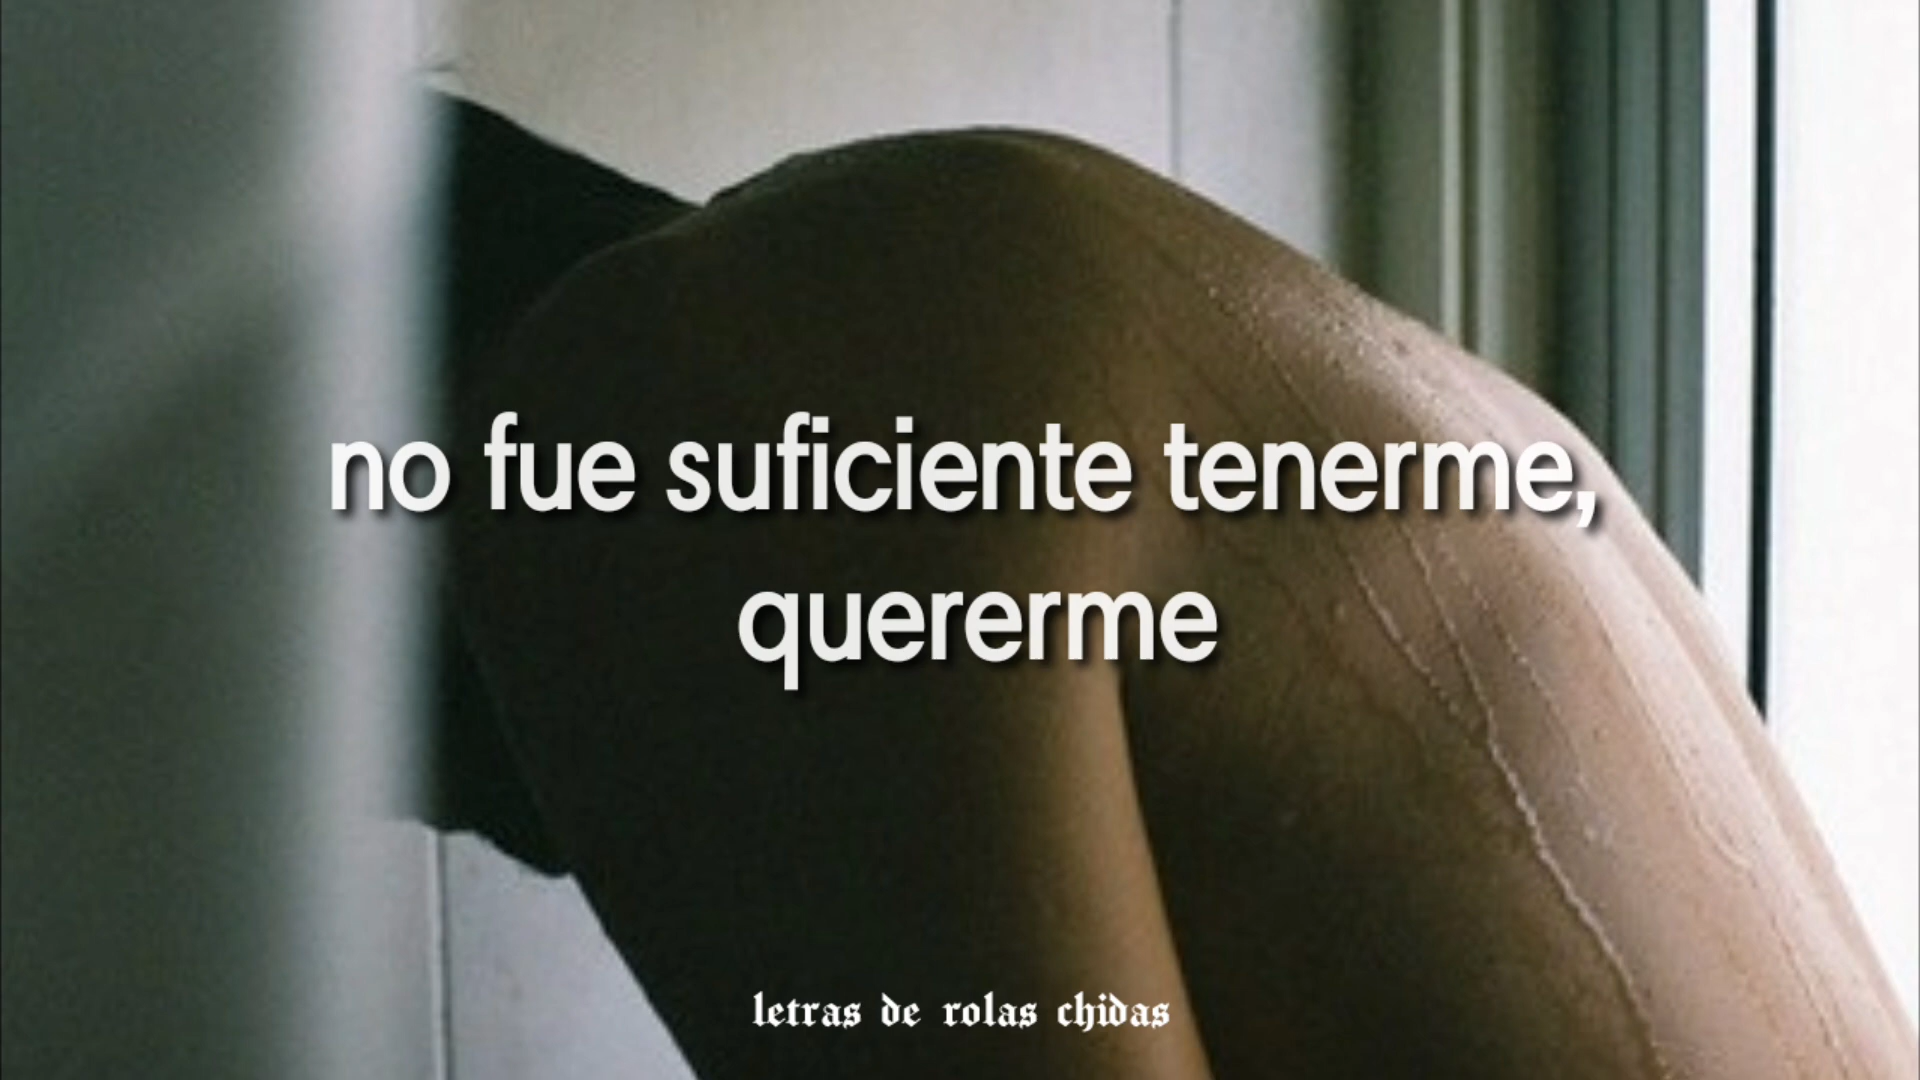 no fue suficiente tenerme,
quererme
letras de rolas chidas